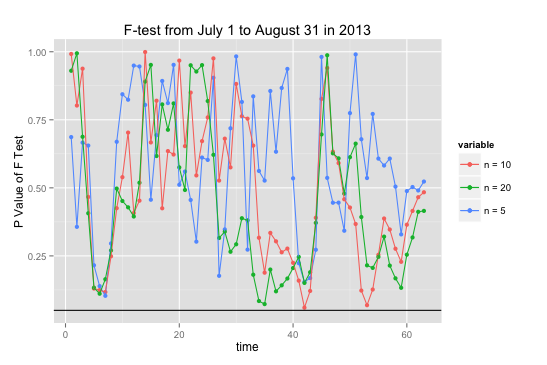 F-test from July 1 to August 31 in 2013
P Value of F Test
1.00
0.75
0.50
0.25
0
20
40
60
time
variable
n = 10
n = 20
n = 5